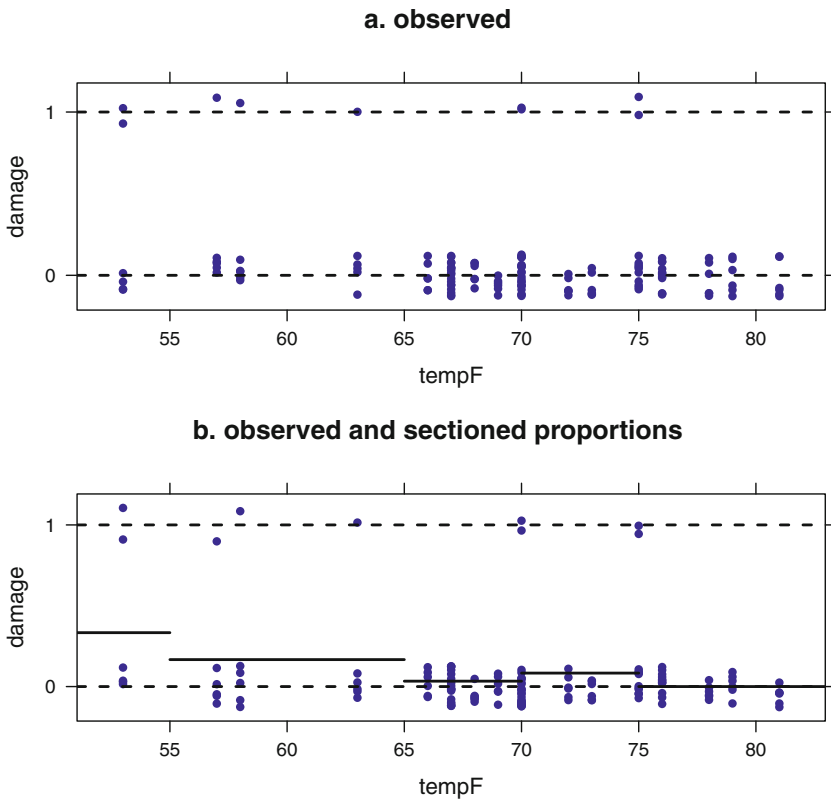 a. observed
1
0
damage
55 60 65 70 75 80
tempF
b. observed and sectioned proportions
1
0
damage
55 60 65 70 75 80
tempF